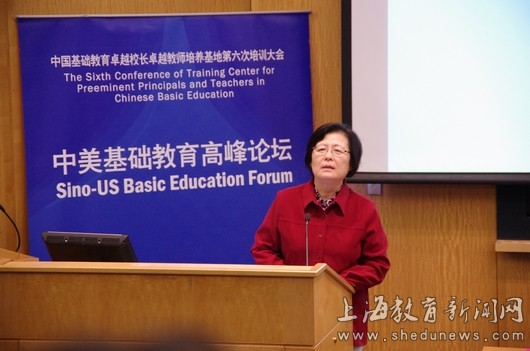 中国基础教育卓越校长卓越教师培养基地第六次培训大会
The Sixth Conference of Training Center for
Preeminent Principals and Teachers in
Chinese Basic Education
中美基础教育高峰论坛
Sino-US Basic Education Forum
上海教育新闻网
www.shedunews.com